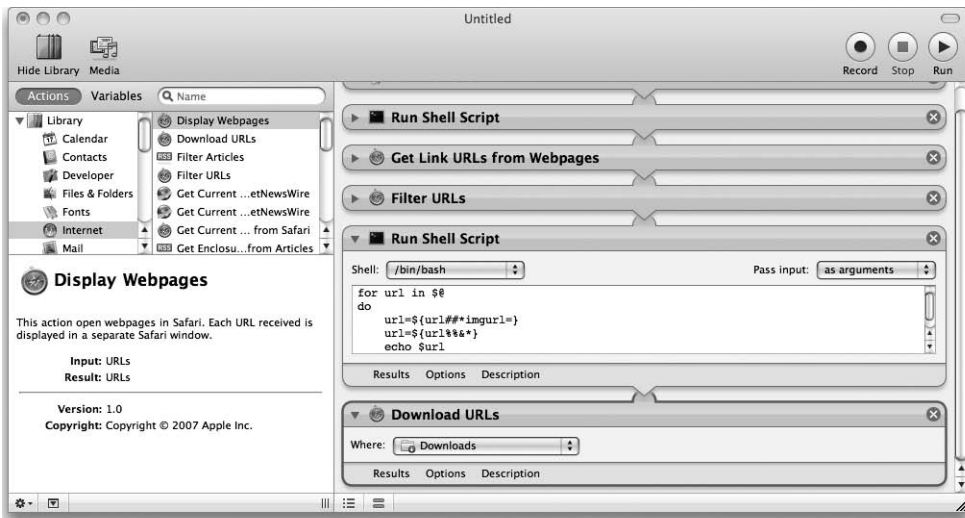 Untitled
Hide Library Media
Record Stop Run
Actions Variables Name
Library
Calendar
Contacts
Developer
Files & Folders
Fonts
Internet
Mail
Display Webpages
Download URLs
RSS Filter Articles
Filter URLs
Get Current ...etNewsWire
Get Current ...etNewsWire
Get Current ... from Safari
RSS Get Enclosu...from Articles
Display Webpages
This action open webpages in Safari. Each URL received is
displayed in a separate Safari window.
Input: URLs
Result: URLs
Version: 1.0
Copyright: Copyright © 2007 Apple Inc.
Run Shell Script
Get Link URLs from Webpages
Filter URLs
Run Shell Script
Shell: /bin/bash Pass input: as arguments
for url in $@
do
url=${url##*imgurl=}
url=${url%%&*}
echo $url
Results Options Description
Download URLs
Where: Downloads
Results Options Description